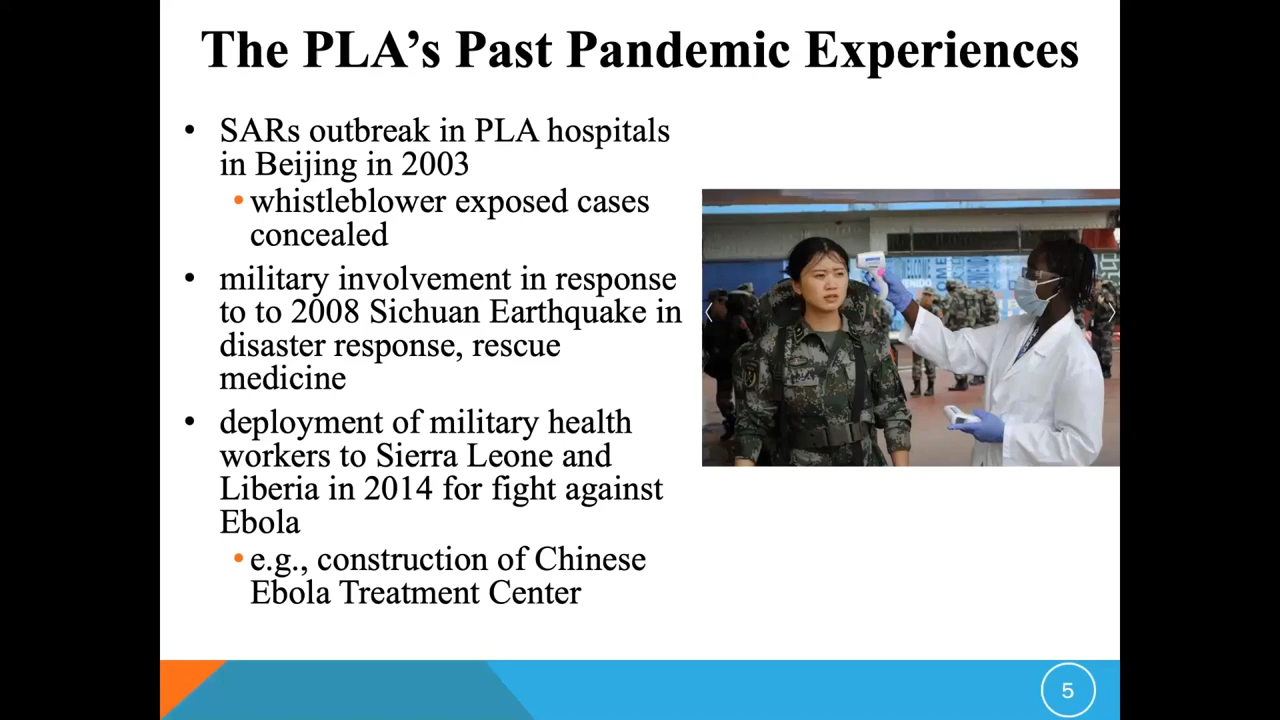 The PLA’s Past Pandemic Experiences
• SARs outbreak in PLA hospitals
in Beijing in 2003
• whistleblower exposed cases
concealed
• military involvement in response
to to 2008 Sichuan Earthquake in
disaster response, rescue
medicine
• deployment of military health
workers to Sierra Leone and
Liberia in 2014 for fight against
Ebola
• e.g., construction of Chinese
Ebola Treatment Center
5